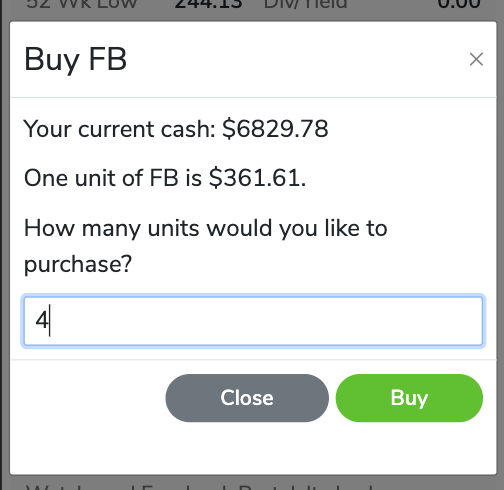 52 Wk Low 244.13 Div/Yield 0.00
Buy FB ×
Your current cash: $6829.78
One unit of FB is $361.61.
How many units would you like to
purchase?
4
Close Buy